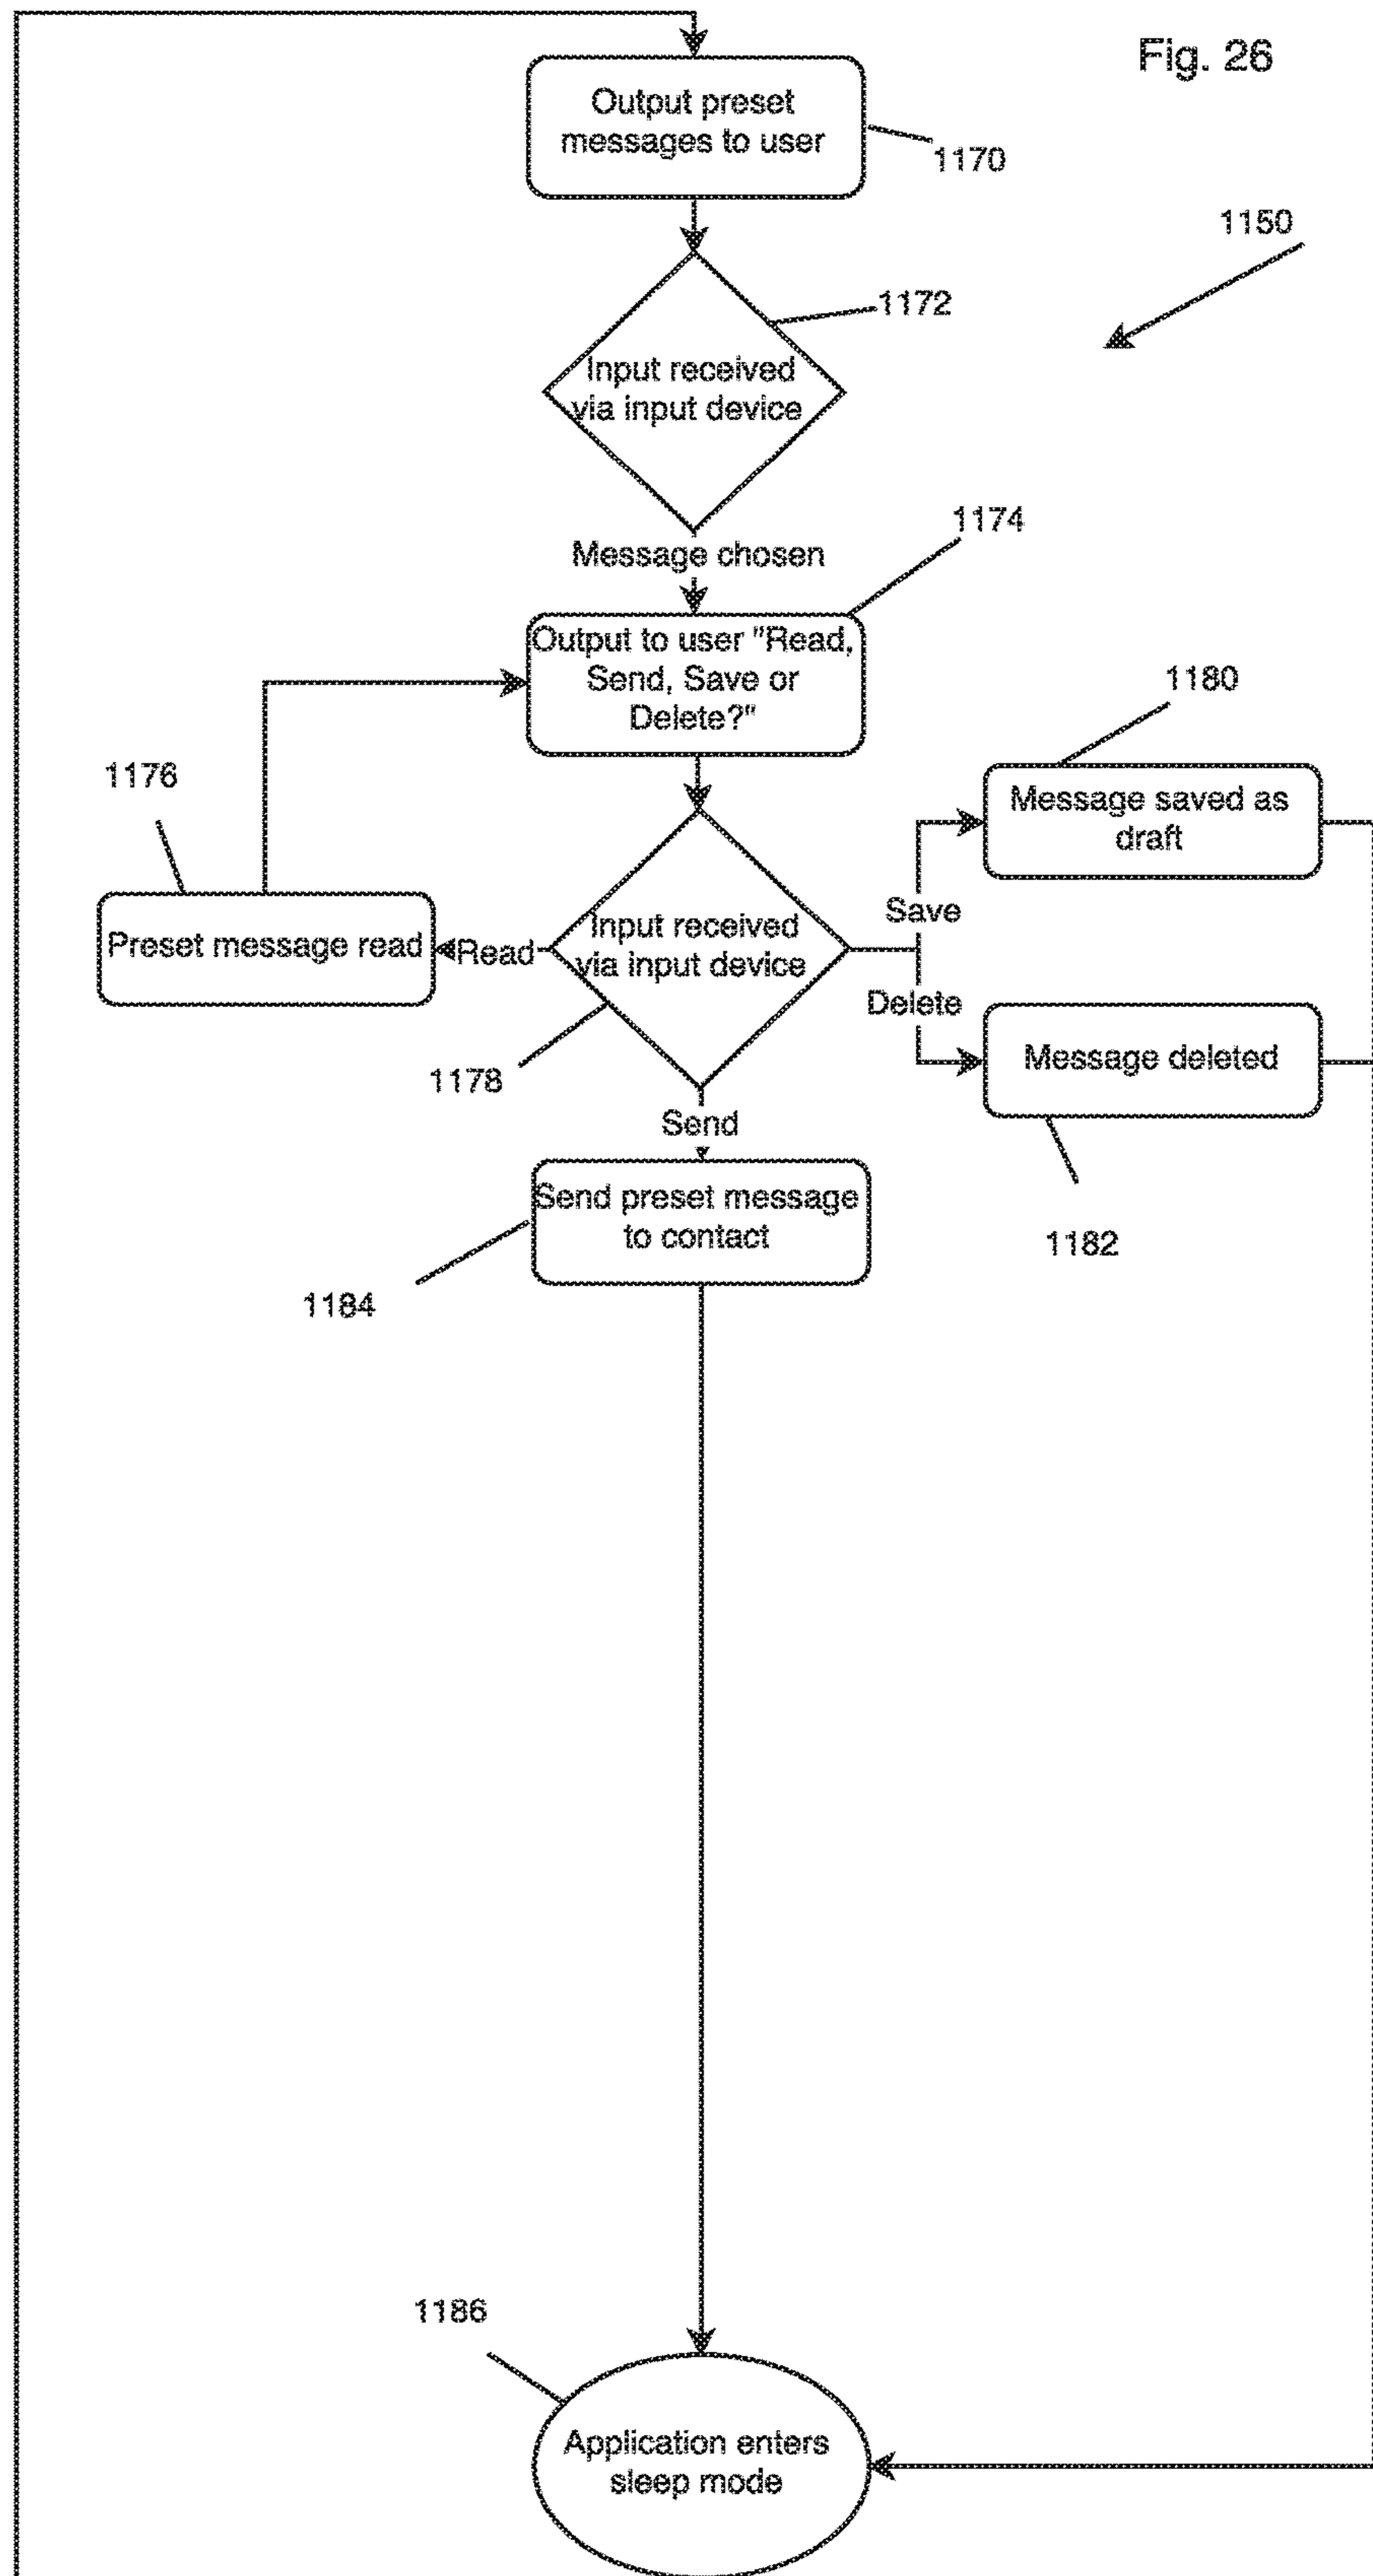 Fig. 26
Output preset
messages to user
1170
1150
1172
Input received
via input device
1174
Message chosen
Output to user "Read,
Send, Save or
Delete?"
1180
1176
Message saved as
draft
Save
Preset message read
Read
Input received
via input device
Delete
Message deleted
1178
Send
Send preset message
to contact
1182
1184
1186
Application enters
sleep mode